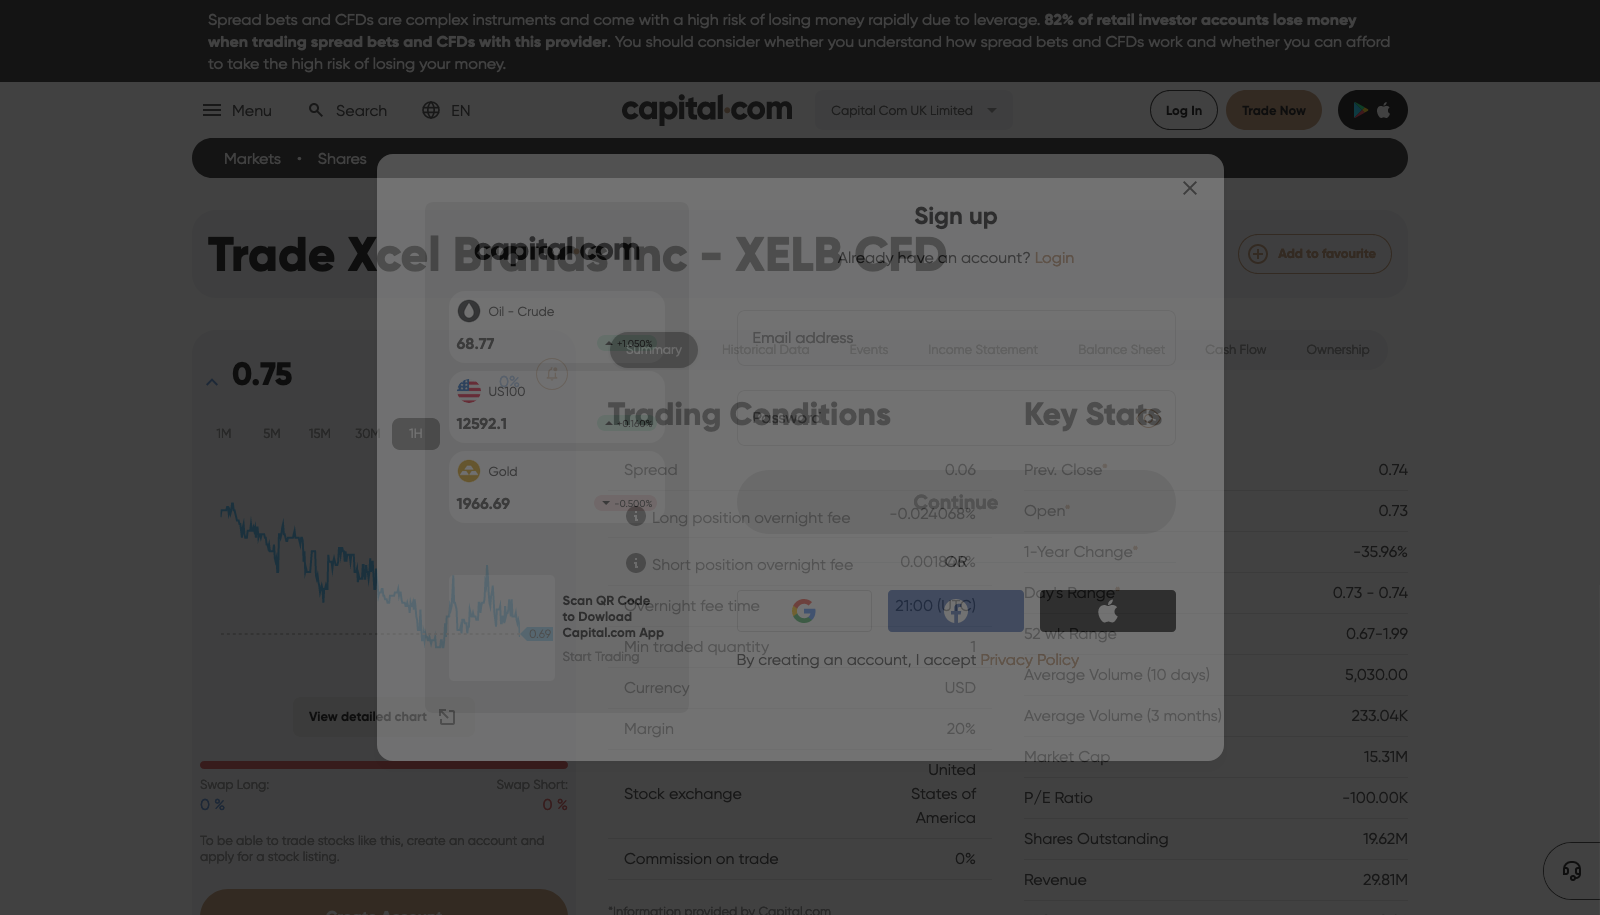 Spread bets and CFDs are complex instruments and come with a high risk of losing money rapidly due to leverage. 82% of retail investor accounts lose money
when trading spread bets and CFDs with this provider. You should consider whether you understand how spread bets and CFDs work and whether you can afford
to take the high risk of losing your money.
Menu
Search
EN
capital.com
Capital Com UK Limited
Log In
Trade Now
Markets • Shares
Trade Xcel Brands Inc - XELB CFD
Add to favourite
Sign up
Already have an account? Login
capital.com
Oil - Crude
68.77
+1.050%
US100
12592.1
+0.160%
Gold
1966.69
-0.500%
Scan QR Code
to Dowload
Capital.com App
Start Trading
Email address
Password
Continue
OR
By creating an account, I accept Privacy Policy
0.75
0%
1M
5M
15M
30M
1H
0.69
View detailed chart
Swap Long:
Swap Short:
0 %
0 %
To be able to trade stocks like this, create an account and
apply for a stock listing.
Create Account
Summary
Historical Data
Events
Income Statement
Balance Sheet
Cash Flow
Ownership
Trading Conditions
Spread 0.06
Long position overnight fee -0.024068%
Short position overnight fee
Overnight fee time 21:00 (UTC)
Min traded quantity 1
Currency USD
Margin 20%
Stock exchange United
States of
America
Commission on trade 0%
*Information provided by Capital.com
Key Stats
Prev. Close* 0.74
Open* 0.73
1-Year Change* -35.96%
Day's Range* 0.73 - 0.74
52 wk Range 0.67-1.99
Average Volume (10 days) 5,030.00
Average Volume (3 months) 233.04K
Market Cap 15.31M
P/E Ratio -100.00K
Shares Outstanding 19.62M
Revenue 29.81M